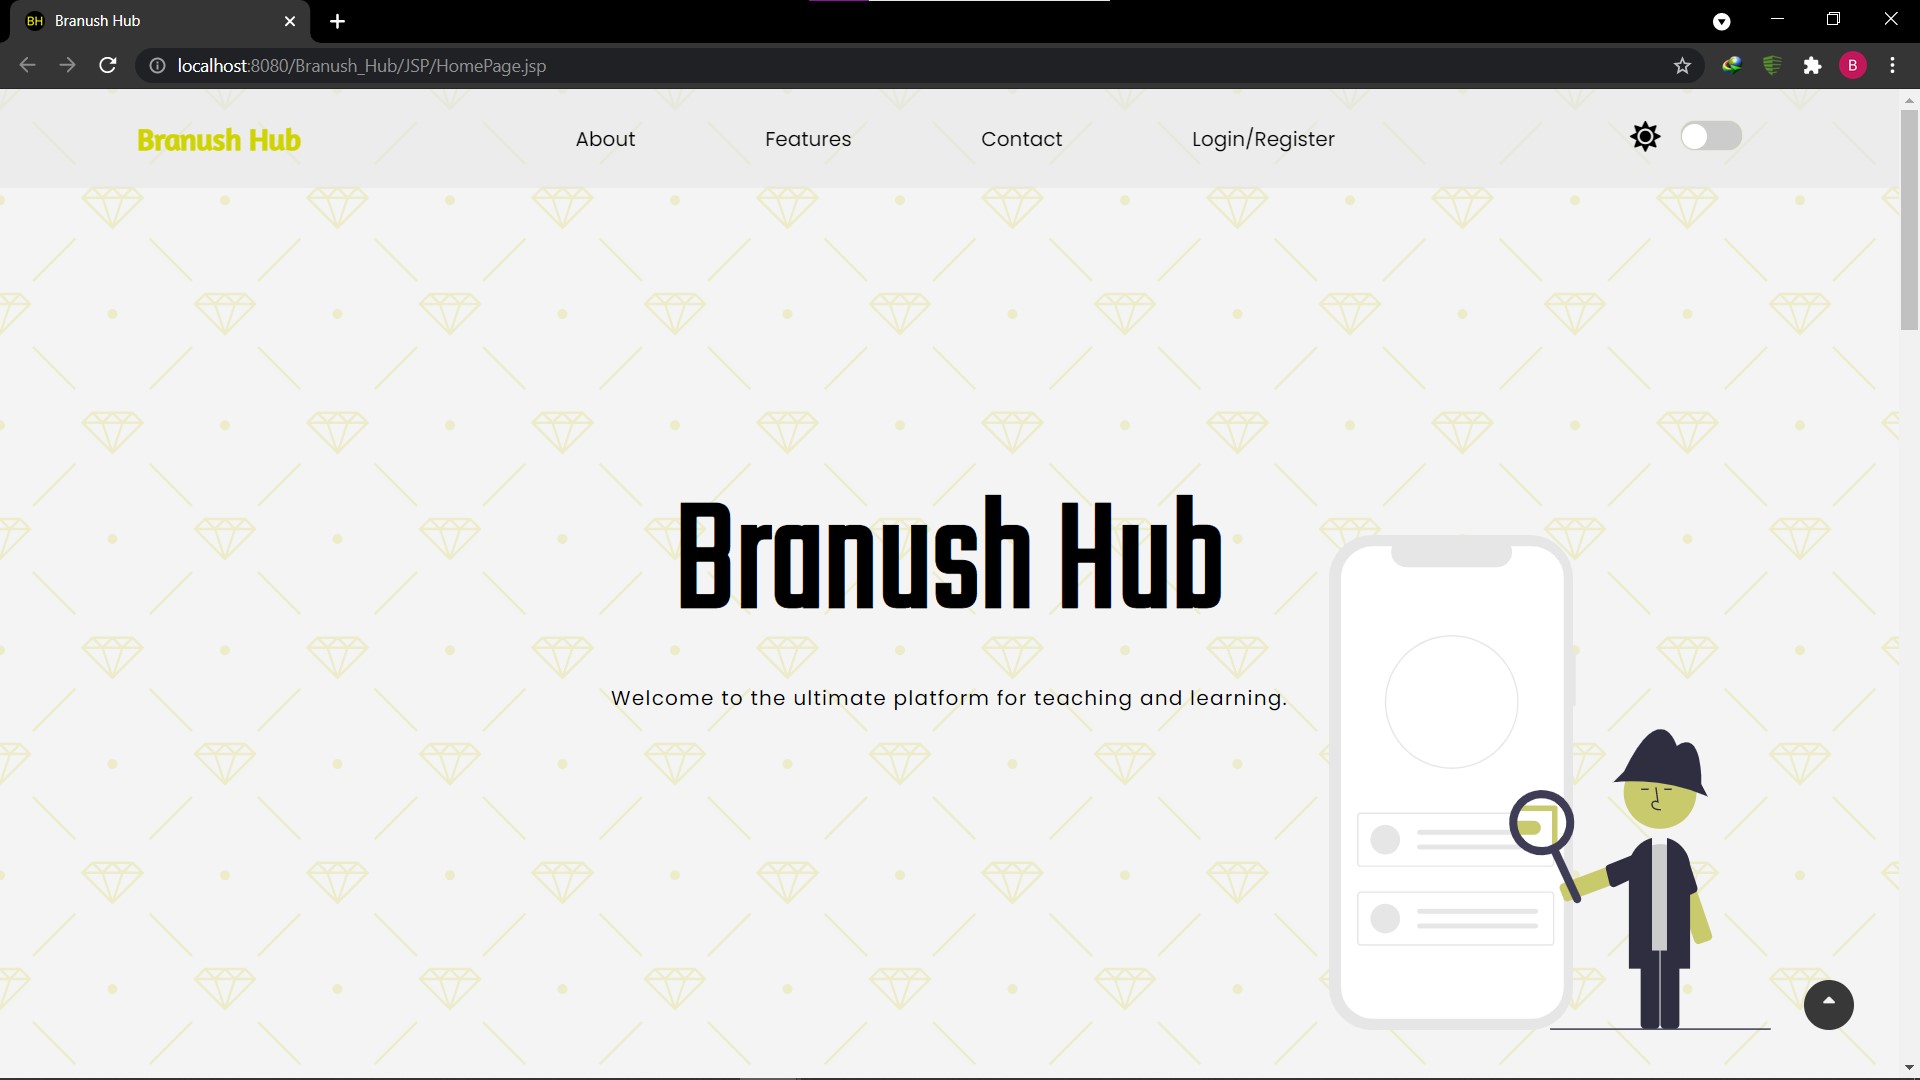 BH Branush Hub
localhost:8080/Branush_Hub/JSP/HomePage.jsp
B
Branush Hub About Features Contact Login/Register
Branush Hub
Welcome to the ultimate platform for teaching and learning.